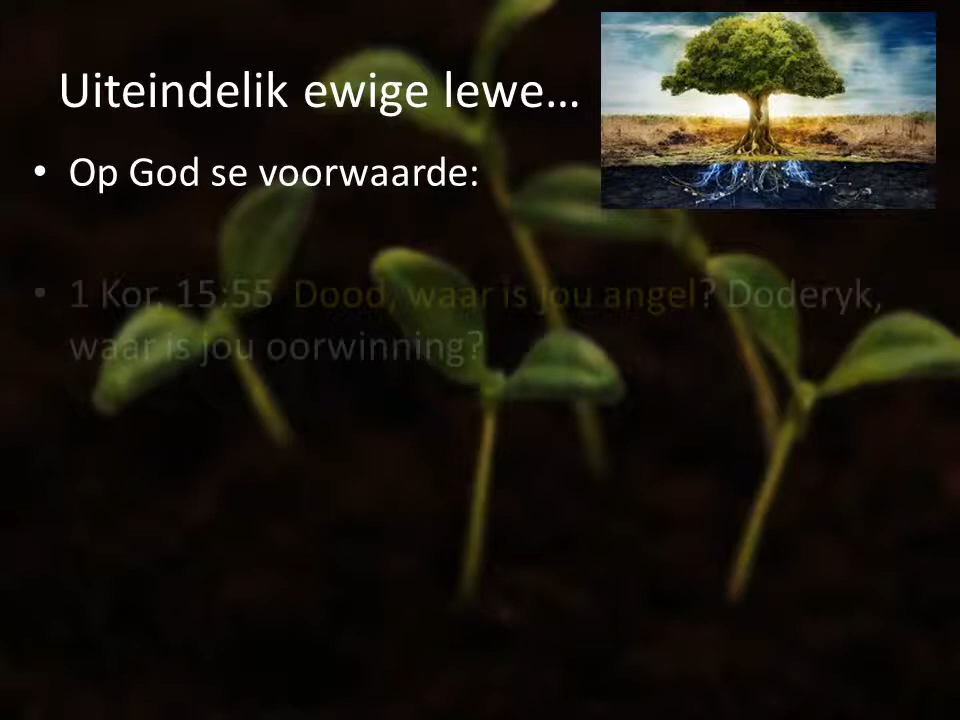 Uiteindelik ewige lewe…
• Op God se voorwaarde:
• 1 Kor. 15:55 Dood, waar is jou angel? Doderyk,
waar is jou oorwinning?